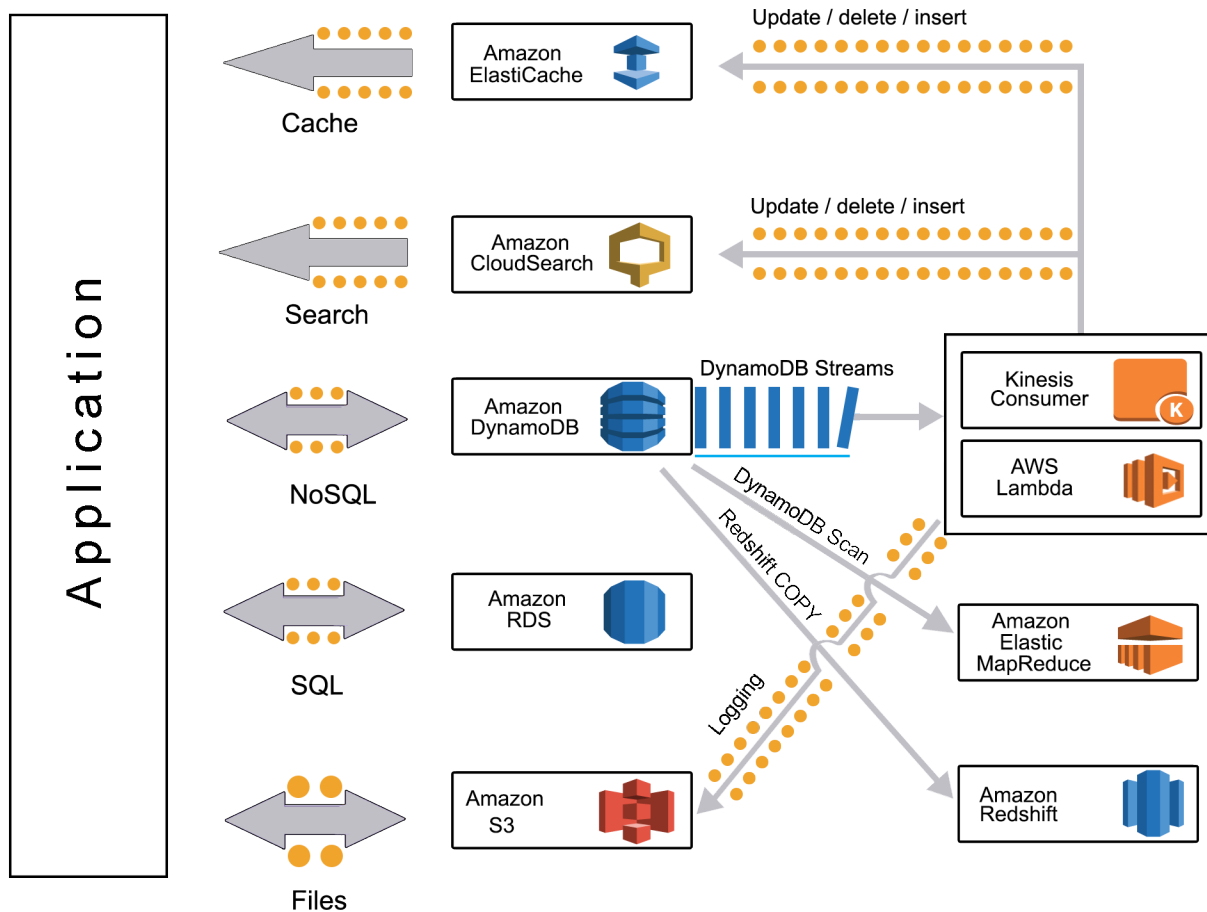 Application
Cache
Search
NoSQL
SQL
Files
Amazon
ElastiCache
Amazon
CloudSearch
Amazon
DynamoDB
Amazon
RDS
Amazon
S3
Update / delete / insert
Update / delete / insert
DynamoDB Streams
DynamoDB Scan
Redshift COPY
Logging
Kinesis
Consumer
K
AWS
Lambda
Amazon
Elastic
MapReduce
Amazon
Redshift